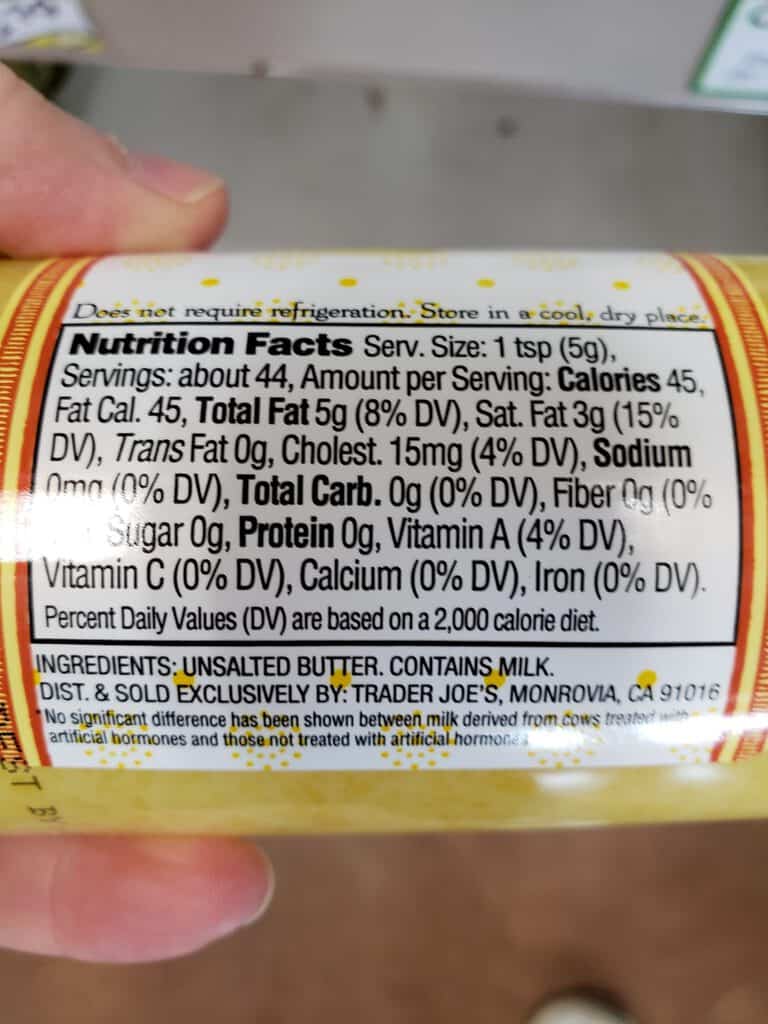 Does not require refrigeration. Store in a cool, dry place.
Nutrition Facts Serv. Size: 1 tsp (5g),
Servings: about 44, Amount per Serving: Calories 45,
Fat Cal. 45, Total Fat 5g (8% DV), Sat. Fat 3g (15%
DV), Trans Fat 0g, Cholest. 15mg (4% DV), Sodium
0mg (0% DV), Total Carb. 0g (0% DV), Fiber 0g (0%
Sugar 0g, Protein 0g, Vitamin A (4% DV),
Vitamin C (0% DV), Calcium (0% DV), Iron (0% DV).
Percent Daily Values (DV) are based on a 2,000 calorie diet.
INGREDIENTS: UNSALTED BUTTER. CONTAINS MILK.
DIST. & SOLD EXCLUSIVELY BY: TRADER JOE'S, MONROVIA, CA 91016
*No significant difference has been shown between milk derived from cows treated with
artificial hormones and those not treated with artificial hormones